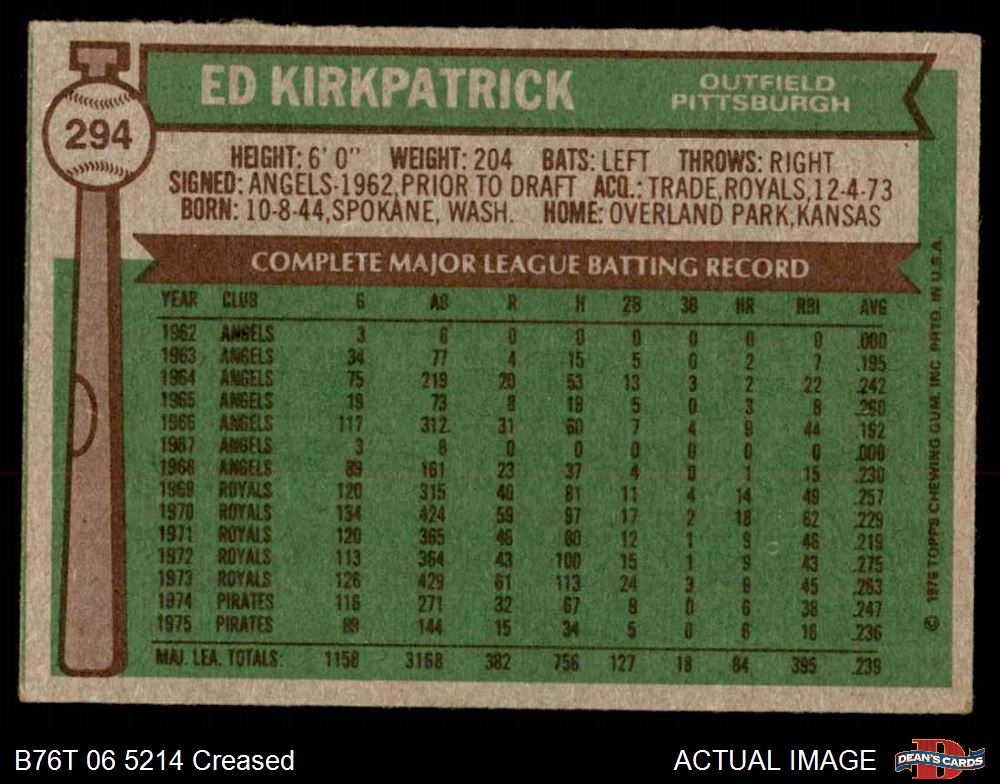 ED KIRKPATRICK
OUTFIELD
PITTSBURGH
294
HEIGHT: 6' 0" WEIGHT: 204 BATS: LEFT THROWS: RIGHT
SIGNED: ANGELS-1962, PRIOR TO DRAFT ACQ.: TRADE, ROYALS, 12-4-73
BORN: 10-8-44, SPOKANE, WASH. HOME: OVERLAND PARK, KANSAS
COMPLETE MAJOR LEAGUE BATTING RECORD
YEAR CLUB G AB R H 2B 3B HR RBI AVG
1962 ANGELS 3 6 0 0 0 0 0 0 .000
1963 ANGELS 34 77 4 15 5 0 2 7 .195
1964 ANGELS 75 219 20 53 13 3 2 22 .242
1965 ANGELS 19 73 8 19 5 0 3 8 .260
1966 ANGELS 117 312 31 60 7 4 9 44 .192
1967 ANGELS 3 8 0 0 0 0 0 0 .000
1968 ANGELS 89 161 23 37 4 0 1 15 .230
1969 ROYALS 120 315 40 81 11 4 14 49 .257
1970 ROYALS 134 424 59 97 17 2 18 62 .229
1971 ROYALS 120 365 46 80 12 1 9 46 .219
1972 ROYALS 113 364 43 100 15 1 9 43 .275
1973 ROYALS 126 429 61 113 24 3 6 45 .263
1974 PIRATES 116 271 32 67 9 0 6 38 .247
1975 PIRATES 89 144 15 34 5 0 6 16 .236
MAJ. LEA. TOTALS: 1158 3168 382 756 127 18 84 395 .239
© 1976 TOPPS CHEWING GUM, INC. PRTD. IN U.S.A.
B76T 06 5214 Creased
ACTUAL IMAGE
DEAN'S CARDS